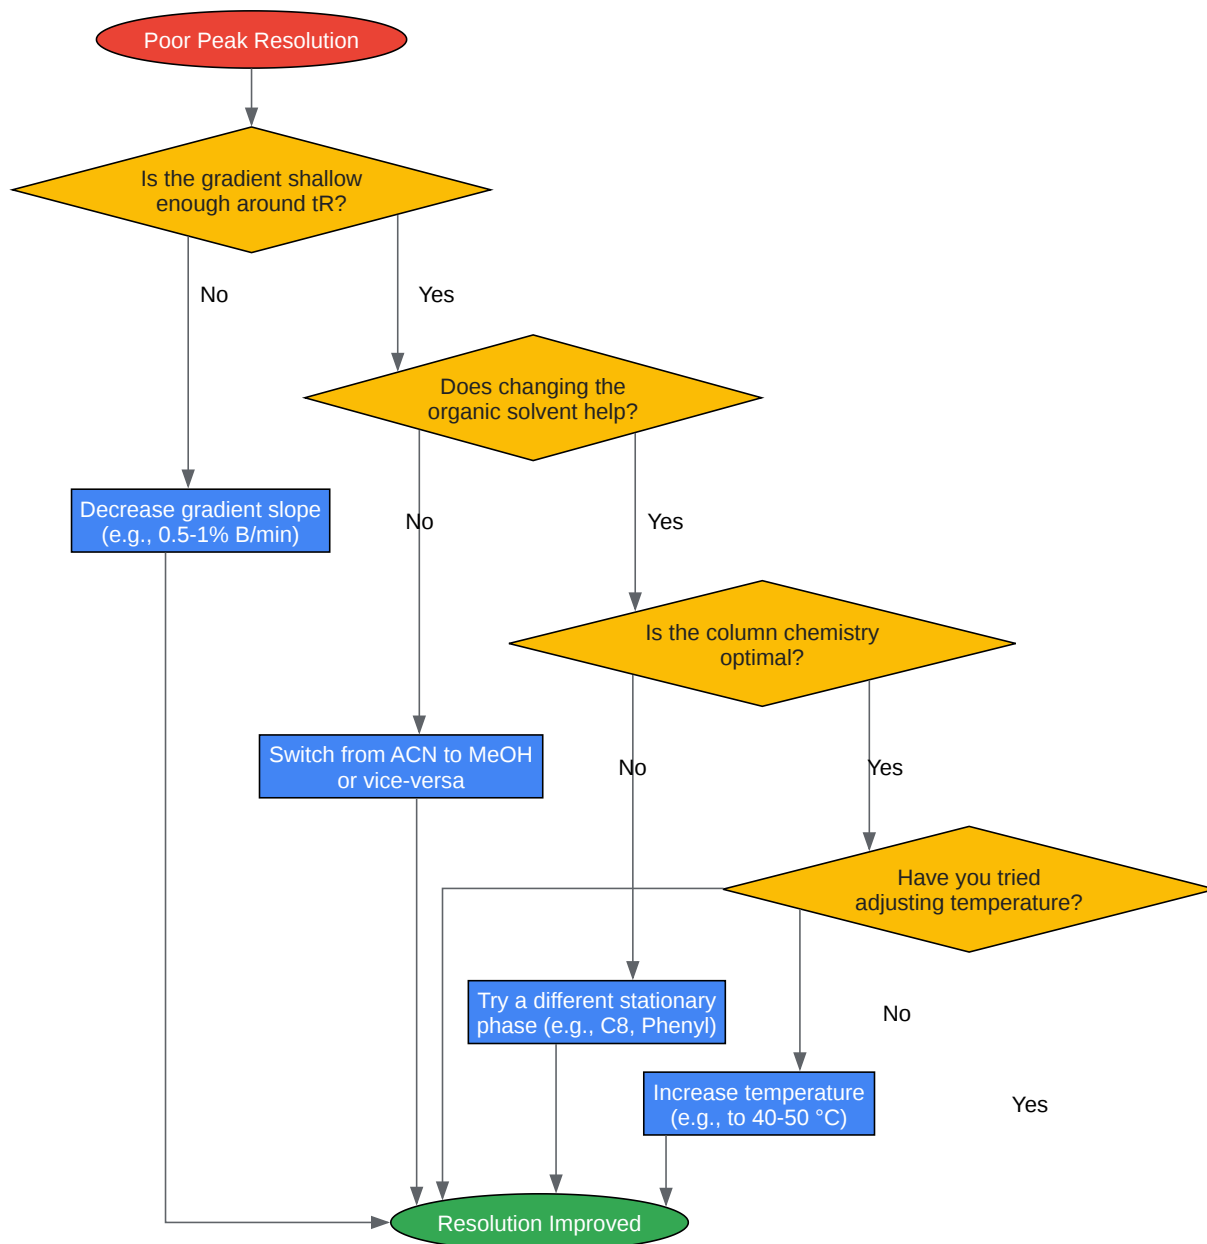 Poor Peak Resolution
Is the gradient shallow
enough around tR?
No
Yes
Does changing the
organic solvent help?
Decrease gradient slope
(e.g., 0.5-1% B/min)
No
Yes
Is the column chemistry
optimal?
Switch from ACN to MeOH
or vice-versa
No
Yes
Have you tried
adjusting temperature?
Try a different stationary
phase (e.g., C8, Phenyl)
No
Increase temperature
(e.g., to 40-50 °C)
Yes
Resolution Improved